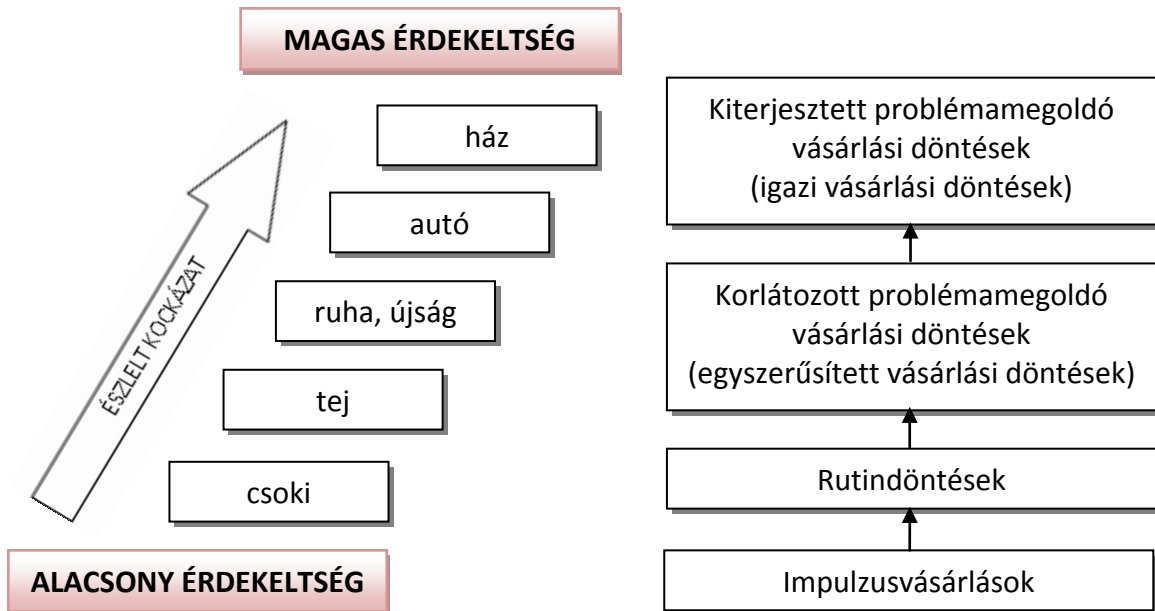 MAGAS ÉRDEKELTSÉG
ház
autó
ruha, újság
tej
csoki
ÉSZLELT KOCKÁZAT
ALACSONY ÉRDEKELTSÉG
Kiterjesztett problémamegoldó
vásárlási döntések
(igazi vásárlási döntések)
Korlátozott problémamegoldó
vásárlási döntések
(egyszerűsített vásárlási döntések)
Rutindöntések
Impulzusvásárlások